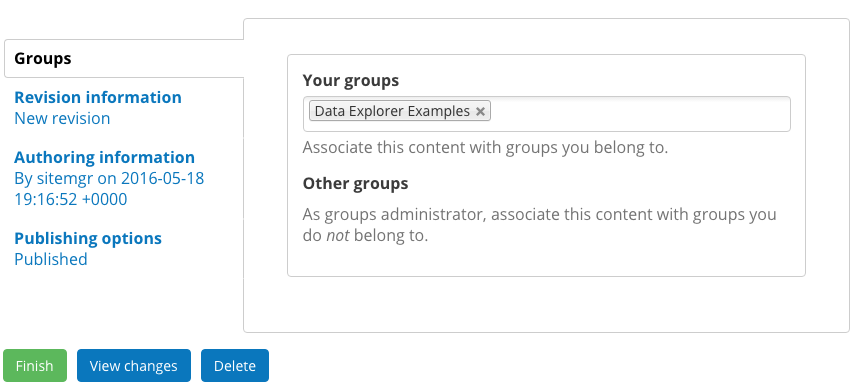 Groups
Revision information
New revision
Authoring information
By sitemgr on 2016-05-18
19:16:52 +0000
Publishing options
Published
Your groups
Data Explorer Examples ×
Associate this content with groups you belong to.
Other groups
As groups administrator, associate this content with groups you
do not belong to.
Finish
View changes
Delete